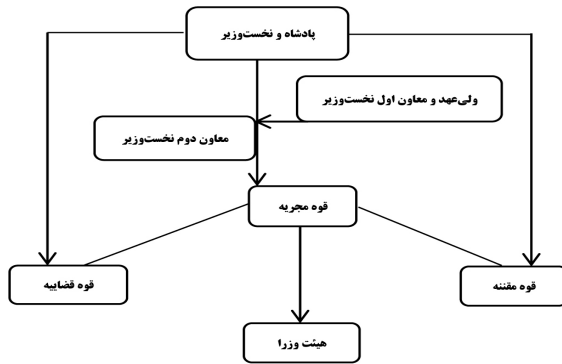 پادشاه و نخست‌وزیر
ولی‌عهد و معاون اول نخست‌وزیر
معاون دوم نخست‌وزیر
قوه مجریه
قوه مقننه
قوه قضاییه
هیئت وزرا